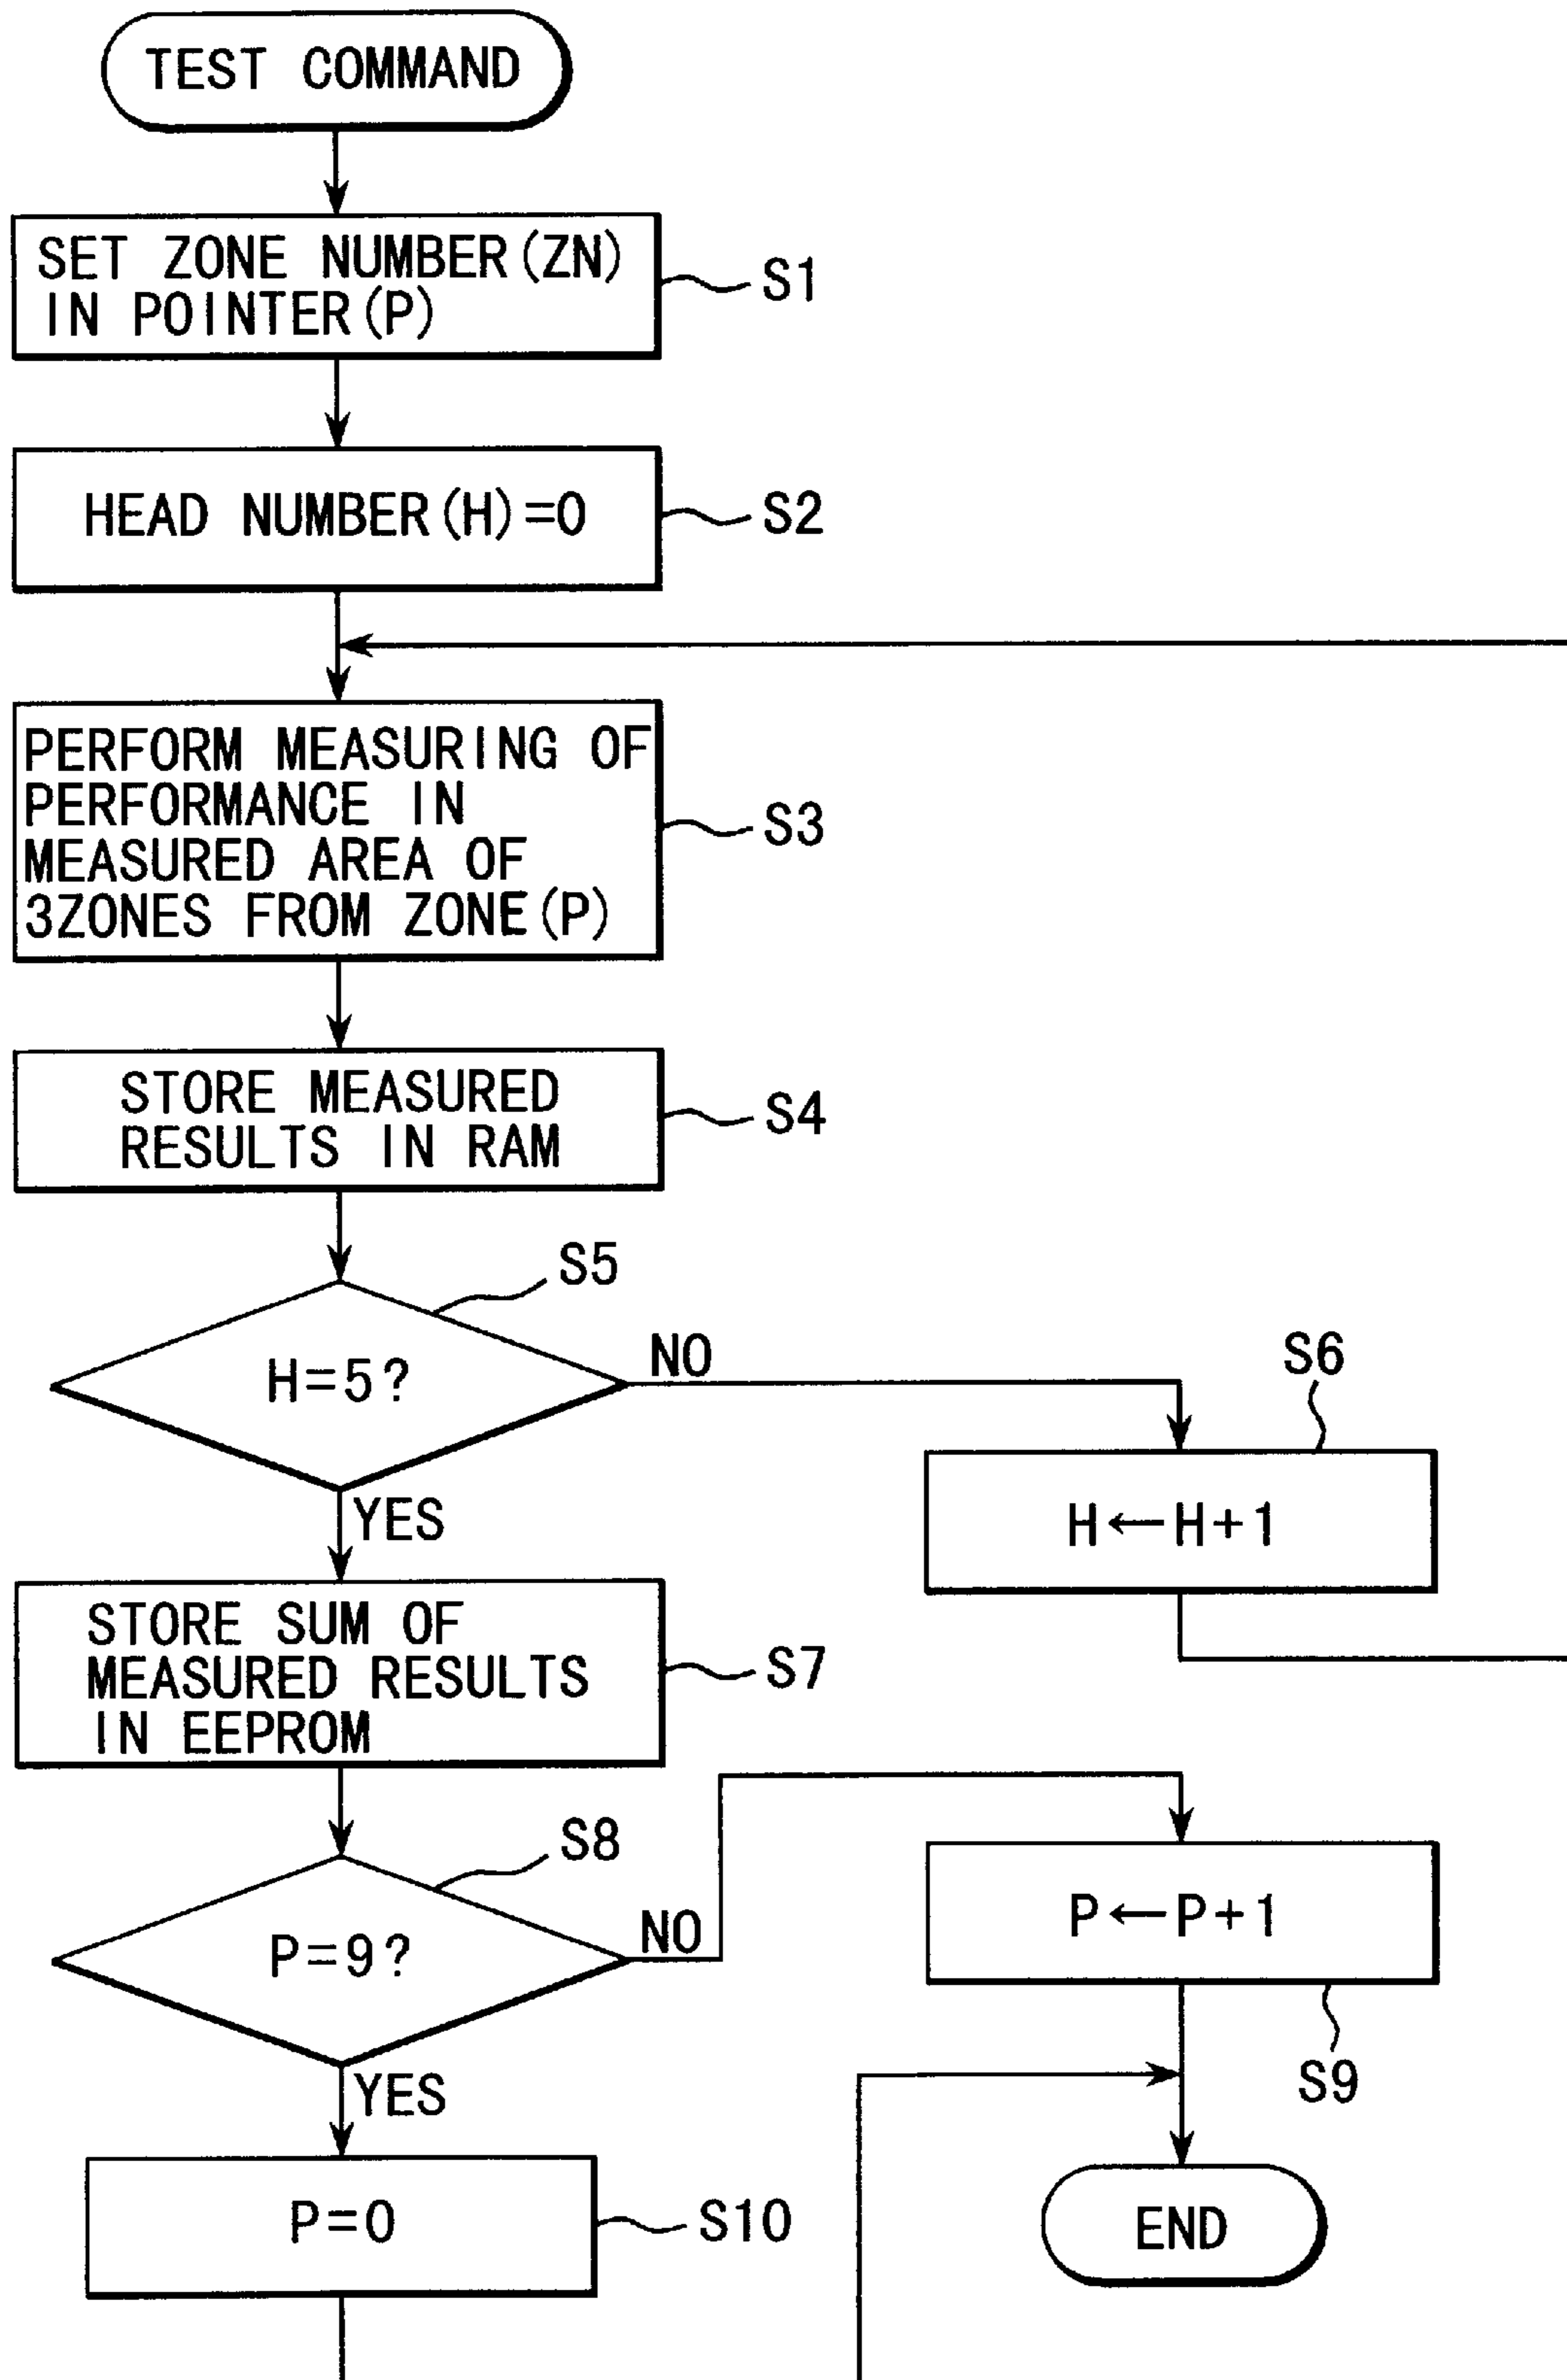 TEST COMMAND
SET ZONE NUMBER(ZN)
IN POINTER(P)
S1
HEAD NUMBER(H)=0
S2
PERFORM MEASURING OF
PERFORMANCE IN
MEASURED AREA OF
3ZONES FROM ZONE(P)
S3
STORE MEASURED
RESULTS IN RAM
S4
S5
H=5?
NO
YES
S6
H←H+1
STORE SUM OF
MEASURED RESULTS
IN EEPROM
S7
S8
P=9?
NO
YES
P←P+1
S9
P=0
S10
END